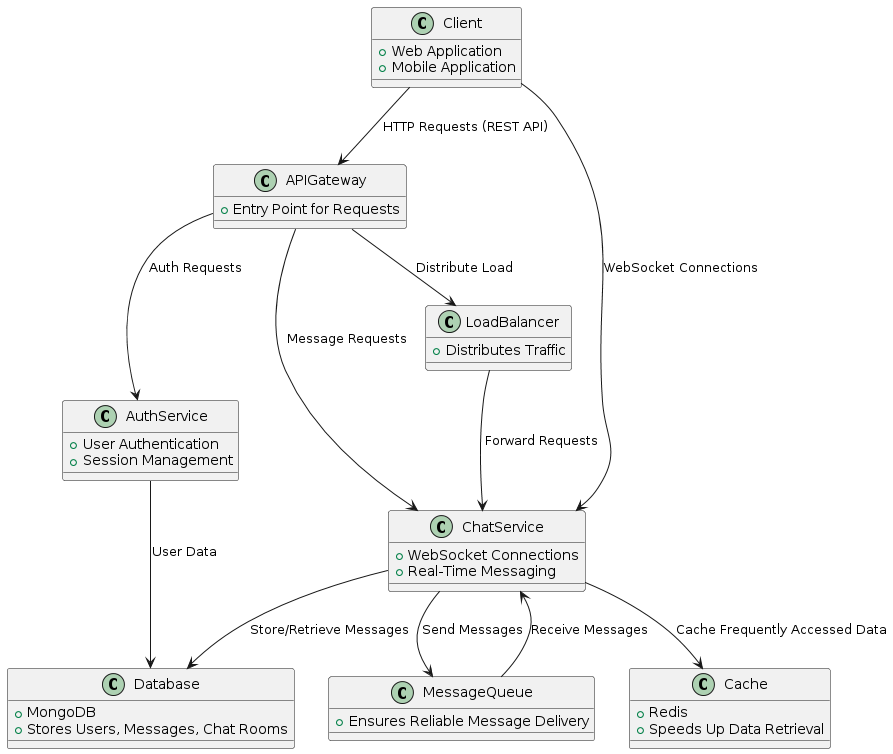 C Client
Web Application
Mobile Application
HTTP Requests (REST API)
C APIGateway
Entry Point for Requests
Auth Requests
Distribute Load
WebSocket Connections
C LoadBalancer
Distributes Traffic
Message Requests
C AuthService
User Authentication
Session Management
Forward Requests
C ChatService
WebSocket Connections
Real-Time Messaging
User Data
Store/Retrieve Messages
Send Messages
Receive Messages
Cache Frequently Accessed Data
C Database
MongoDB
Stores Users, Messages, Chat Rooms
C MessageQueue
Ensures Reliable Message Delivery
C Cache
Redis
Speeds Up Data Retrieval